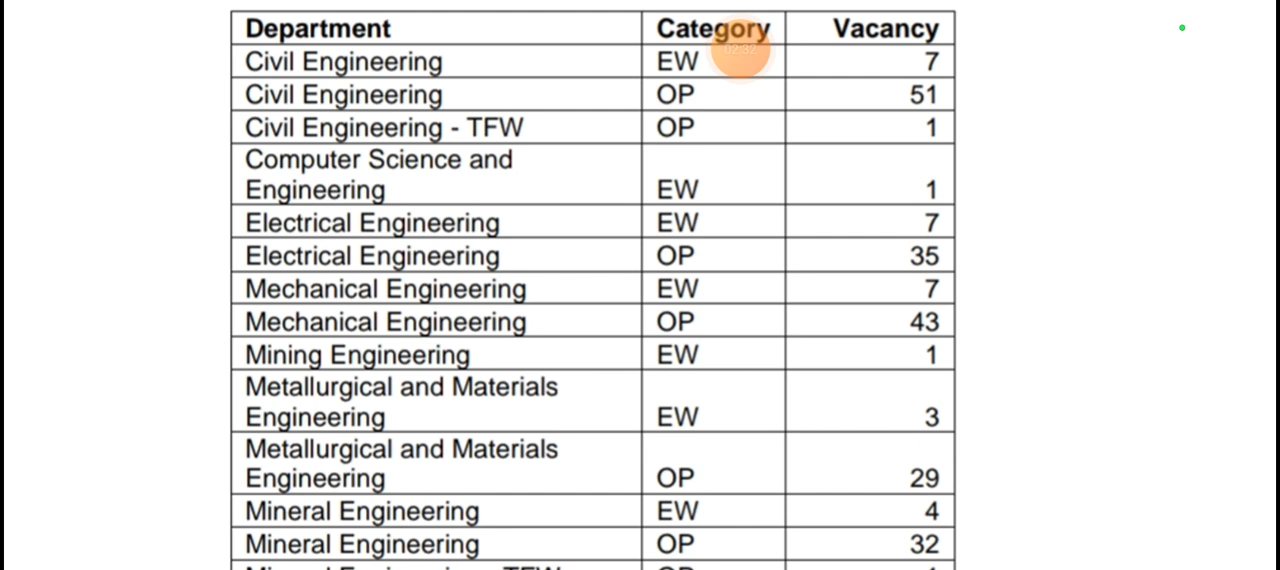 Department Category Vacancy
02:32
Civil Engineering EW 7
Civil Engineering OP 51
Civil Engineering - TFW OP 1
Computer Science and
Engineering EW 1
Electrical Engineering EW 7
Electrical Engineering OP 35
Mechanical Engineering EW 7
Mechanical Engineering OP 43
Mining Engineering EW 1
Metallurgical and Materials
Engineering EW 3
Metallurgical and Materials
Engineering OP 29
Mineral Engineering EW 4
Mineral Engineering OP 32